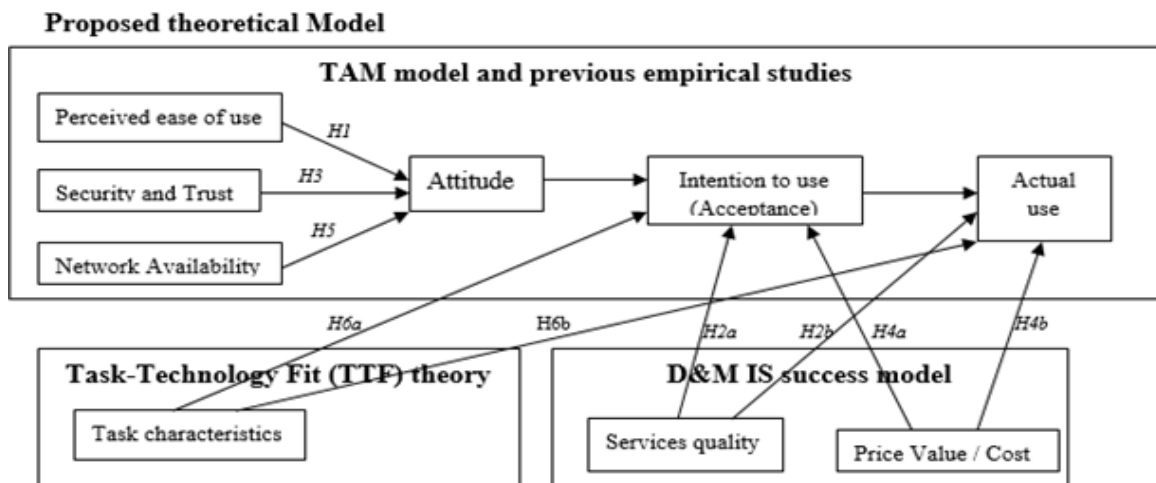 Proposed theoretical Model
TAM model and previous empirical studies
Perceived ease of use
H1
Security and Trust
H3
Attitude
Intention to use
(Acceptance)
Actual
use
Network Availability
H5
H6a
H6b
H2a
H2b
H4a
H4b
Task-Technology Fit (TTF) theory
Task characteristics
D&M IS success model
Services quality
Price Value / Cost